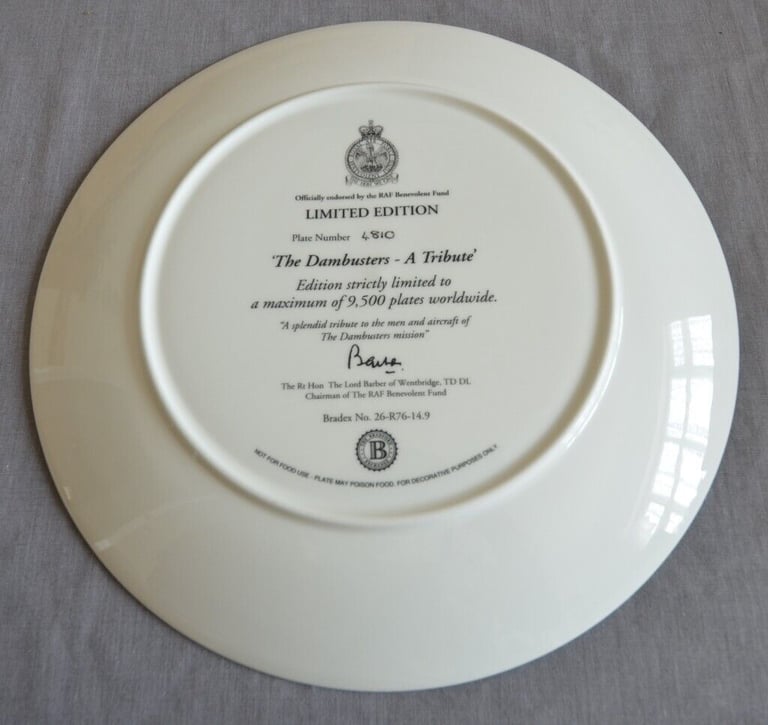 Officially endorsed by the RAF Benevolent Fund
LIMITED EDITION
Plate Number 4810
'The Dambusters - A Tribute'
Edition strictly limited to
a maximum of 9,500 plates worldwide.
"A splendid tribute to the men and aircraft of
The Dambusters mission"
The Rt Hon The Lord Barber of Wentbridge, TD DL
Chairman of The RAF Benevolent Fund
Bradex No. 26-R76-14.9
B
NOT FOR FOOD USE - PLATE MAY POISON FOOD. FOR DECORATIVE PURPOSES ONLY.